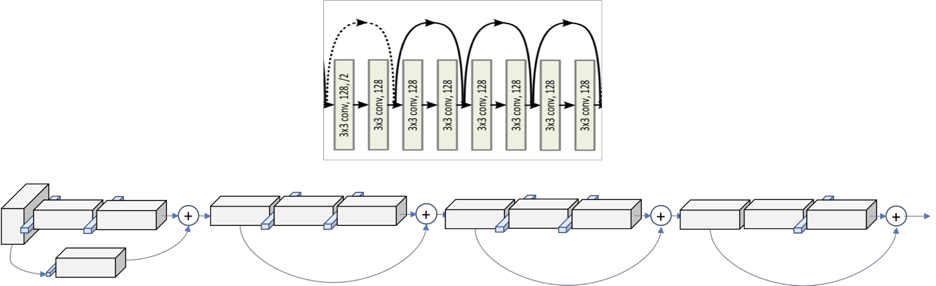 3x3 conv, 128, /2
3x3 conv, 128
3x3 conv, 128
3x3 conv, 128
3x3 conv, 128
3x3 conv, 128
3x3 conv, 128
3x3 conv, 128
+
+
+
+